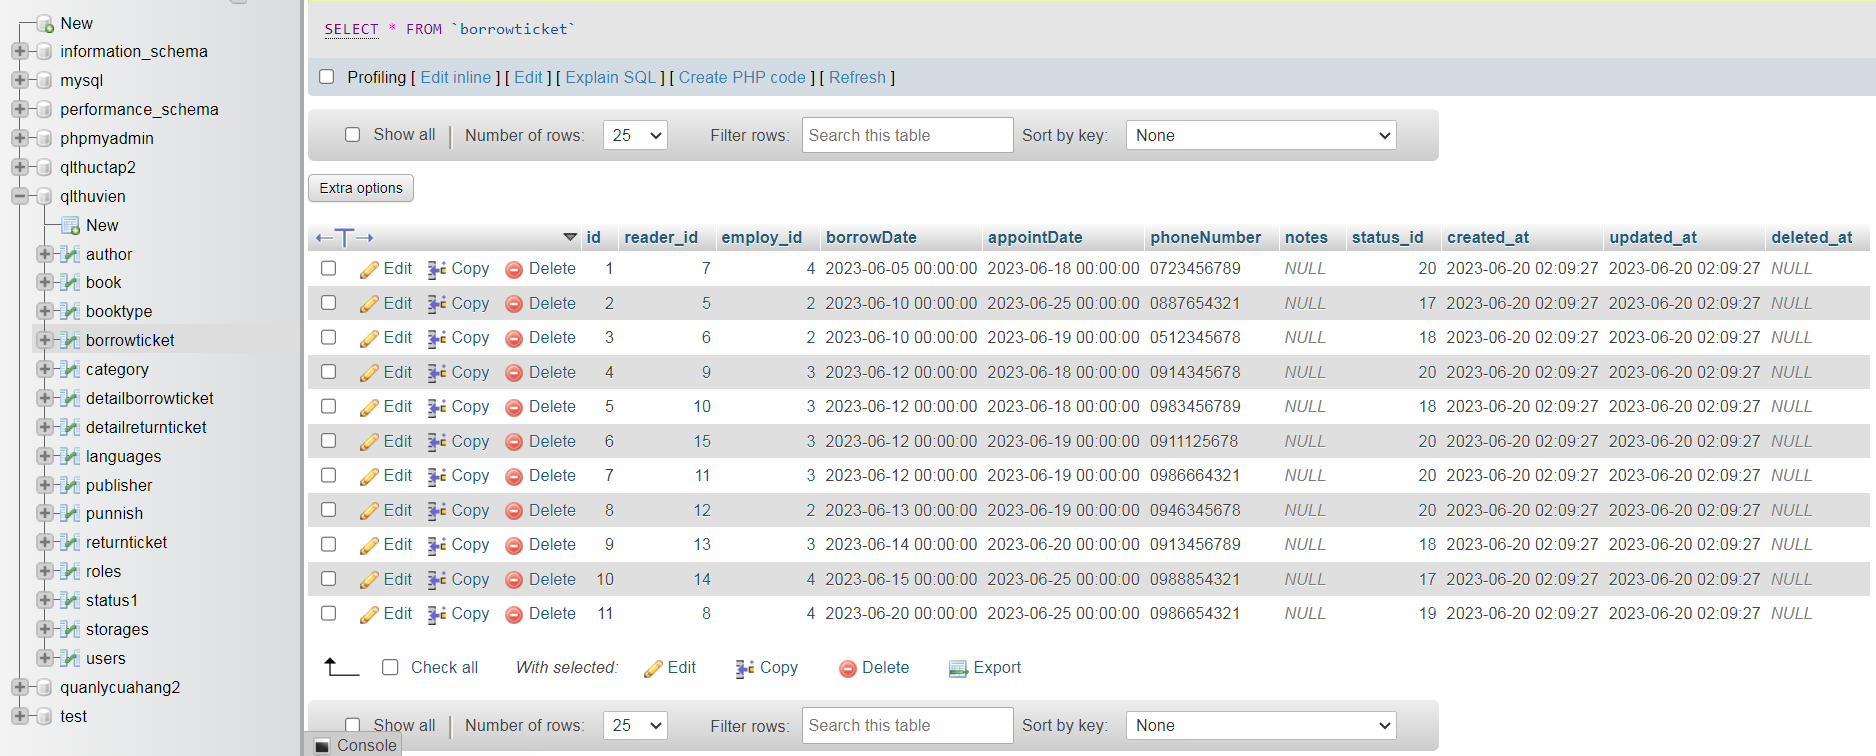 New
information_schema
mysql
performance_schema
phpmyadmin
qlthuctap2
qlthuvien
New
author
book
booktype
borrowticket
category
detailborrowticket
detailreturnticket
languages
publisher
punnish
returnticket
roles
status1
storages
users
quanlycuahang2
test
SELECT * FROM `borrowticket`
Profiling [ Edit inline ] [ Edit ] [ Explain SQL ] [ Create PHP code ] [ Refresh ]
Show all Number of rows: 25 Filter rows: Search this table Sort by key: None
Extra options
id reader_id employ_id borrowDate appointDate phoneNumber notes status_id created_at updated_at deleted_at
Edit Copy Delete 1 7 4 2023-06-05 00:00:00 2023-06-18 00:00:00 0723456789 NULL 20 2023-06-20 02:09:27 2023-06-20 02:09:27 NULL
Edit Copy Delete 2 5 2 2023-06-10 00:00:00 2023-06-25 00:00:00 0887654321 NULL 17 2023-06-20 02:09:27 2023-06-20 02:09:27 NULL
Edit Copy Delete 3 6 2 2023-06-10 00:00:00 2023-06-19 00:00:00 0512345678 NULL 18 2023-06-20 02:09:27 2023-06-20 02:09:27 NULL
Edit Copy Delete 4 9 3 2023-06-12 00:00:00 2023-06-18 00:00:00 0914345678 NULL 20 2023-06-20 02:09:27 2023-06-20 02:09:27 NULL
Edit Copy Delete 5 10 3 2023-06-12 00:00:00 2023-06-18 00:00:00 0983456789 NULL 18 2023-06-20 02:09:27 2023-06-20 02:09:27 NULL
Edit Copy Delete 6 15 3 2023-06-12 00:00:00 2023-06-19 00:00:00 0911125678 NULL 20 2023-06-20 02:09:27 2023-06-20 02:09:27 NULL
Edit Copy Delete 7 11 3 2023-06-12 00:00:00 2023-06-19 00:00:00 0986664321 NULL 20 2023-06-20 02:09:27 2023-06-20 02:09:27 NULL
Edit Copy Delete 8 12 2 2023-06-13 00:00:00 2023-06-19 00:00:00 0946345678 NULL 20 2023-06-20 02:09:27 2023-06-20 02:09:27 NULL
Edit Copy Delete 9 13 3 2023-06-14 00:00:00 2023-06-20 00:00:00 0913456789 NULL 18 2023-06-20 02:09:27 2023-06-20 02:09:27 NULL
Edit Copy Delete 10 14 4 2023-06-15 00:00:00 2023-06-25 00:00:00 0988854321 NULL 17 2023-06-20 02:09:27 2023-06-20 02:09:27 NULL
Edit Copy Delete 11 8 4 2023-06-20 00:00:00 2023-06-25 00:00:00 0986654321 NULL 19 2023-06-20 02:09:27 2023-06-20 02:09:27 NULL
Check all With selected: Edit Copy Delete Export
Show all Number of rows: 25 Filter rows: Search this table Sort by key: None
Console